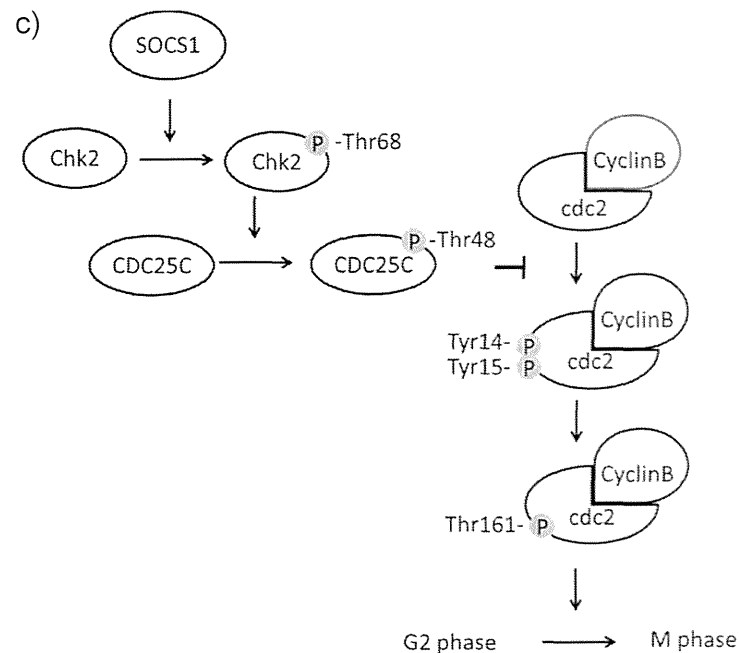 c)
SOCS1
Chk2
Chk2
P
-Thr68
CDC25C
CDC25C
P
-Thr48
CyclinB
cdc2
CyclinB
cdc2
Tyr14-
P
Tyr15-
P
CyclinB
cdc2
Thr161-
P
G2 phase
M phase